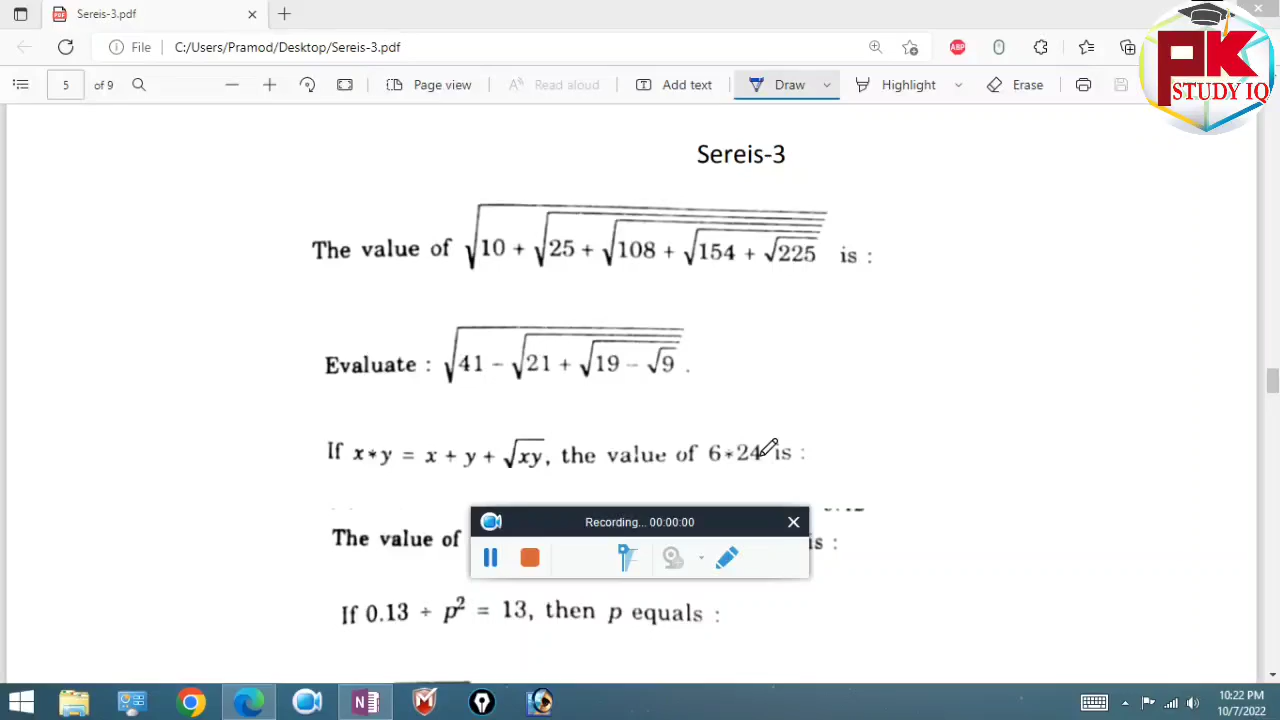 Sereis-3.pdf
File C:/Users/Pramod/Desktop/Sereis-3.pdf ABP
5 of 9 Page view Read aloud Add text Draw Highlight Erase
PK
STUDY IQ
Sereis-3
The value of √10 + √25 + √108 + √154 + √225 is :
Evaluate : √41 - √21 + √19 - √9 .
If x*y = x + y + √xy, the value of 6*24 is :
Recording... 00:00:00
The value of is :
If 0.13 ÷ p² = 13, then p equals :
10:22 PM
10/7/2022